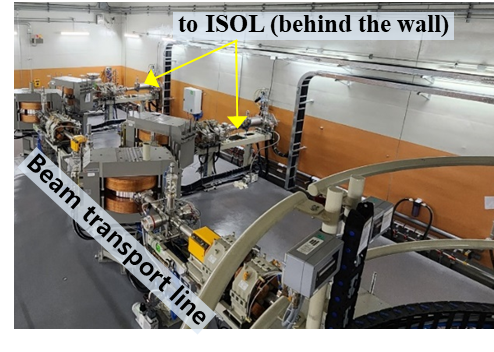 to ISOL (behind the wall)
Beam transport line